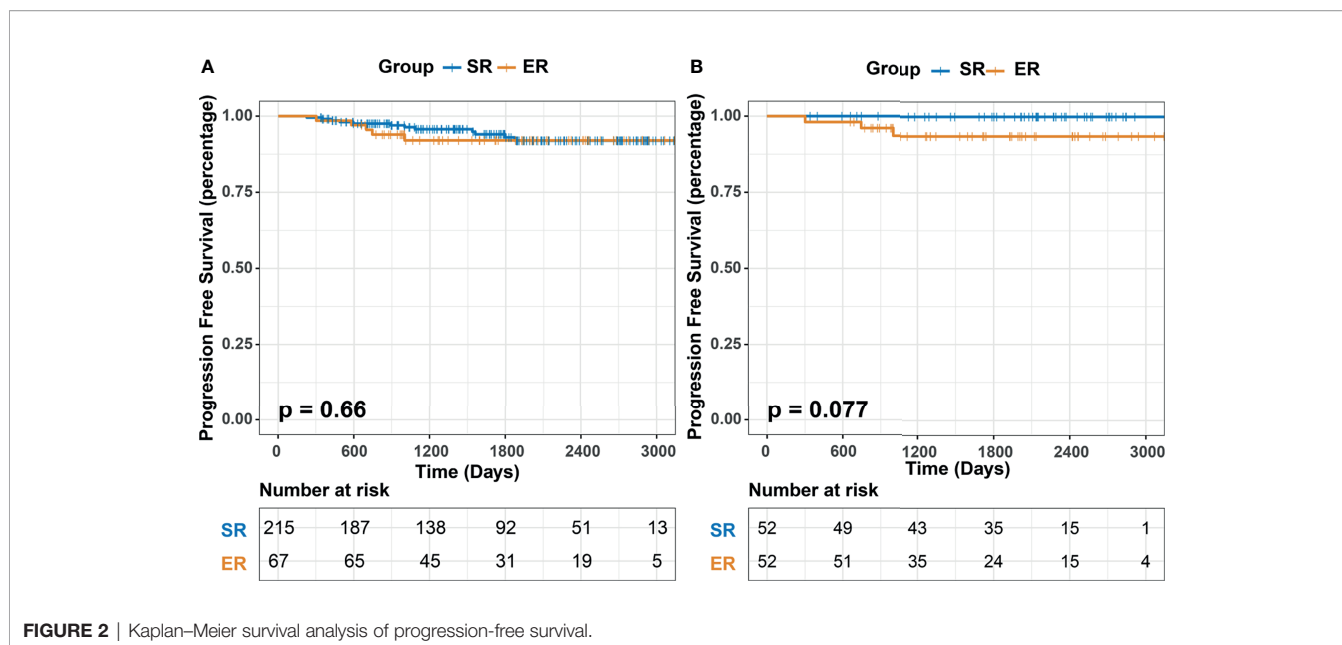 A
Group SR ER
Progression Free Survival (percentage)
1.00
0.75
0.50
0.25
0.00
p = 0.66
0 600 1200 1800 2400 3000
Time (Days)
Number at risk
SR 215 187 138 92 51 13
ER 67 65 45 31 19 5
B
Group SR ER
Progression Free Survival (percentage)
1.00
0.75
0.50
0.25
0.00
p = 0.077
0 600 1200 1800 2400 3000
Time (Days)
Number at risk
SR 52 49 43 35 15 1
ER 52 51 35 24 15 4
FIGURE 2 | Kaplan–Meier survival analysis of progression-free survival.